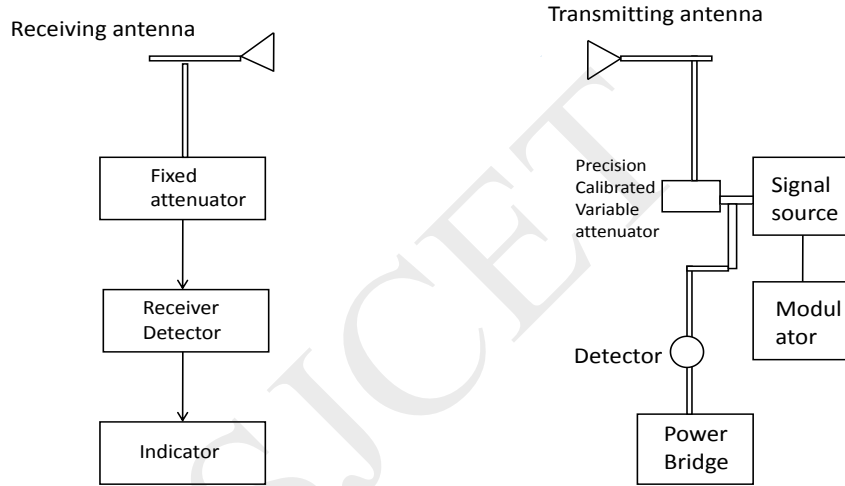 Receiving antenna
Fixed
attenuator
Receiver
Detector
Indicator
Transmitting antenna
Precision
Calibrated
Variable
attenuator
Signal
source
Modul
ator
Detector
Power
Bridge
SJCET